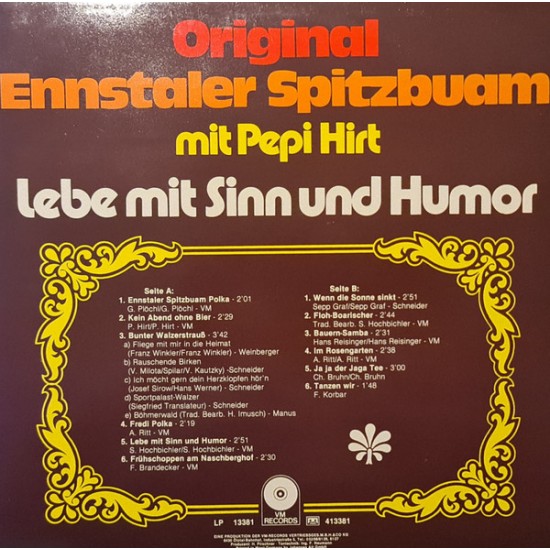 Original
Ennstaler Spitzbuam
mit Pepi Hirt
Lebe mit Sinn und Humor
Seite A:
1. Ennstaler Spitzbuam Polka - 2'01
G. Plöchl/G. Plöchl - VM
2. Kein Abend ohne Bier - 2'29
P. Hirt/P. Hirt - VM
3. Bunter Walzerstrauß - 3'42
a) Fliege mit mir in die Heimat
(Franz Winkler/Franz Winkler) - Weinberger
b) Rauschende Birken
(V. Milota/Spilar/V. Kautzky) -Schneider
c) Ich möcht gern dein Herzklopfen hör'n
(Josef Sirow/Hans Werner) - Schneider
d) Sportpalast-Walzer
(Siegfried Translateur) - Schneider
e) Böhmerwald (Trad. Bearb. H. Imusch) - Manus
4. Fredi Polka - 2'19
A. Ritt - VM
5. Lebe mit Sinn und Humor - 2'51
S. Hochbichler/S. Hochbichler - VM
6. Frühschoppen am Naschberghof - 2'30
F. Brandecker - VM
Seite B:
1. Wenn die Sonne sinkt - 2'51
Sepp Graf/Sepp Graf - Schneider
2. Floh-Boarischer - 2'44
Trad. Bearb. S. Hochbichler - VM
3. Bauern-Samba - 2'31
Hans Reisinger/Hans Reisinger - VM
4. Im Rosengarten - 2'38
A. Ritt/A. Ritt - VM
5. Ja ja der Jaga Tee - 3'00
Ch. Bruhn/Ch. Bruhn
6. Tanzen wir - 1'48
F. Korbar
LP 13381
VM
RECORDS
413381
EINE PRODUKTION DER VM-RECORDS VERTRIEBSGES.M.B.H.&CO KG